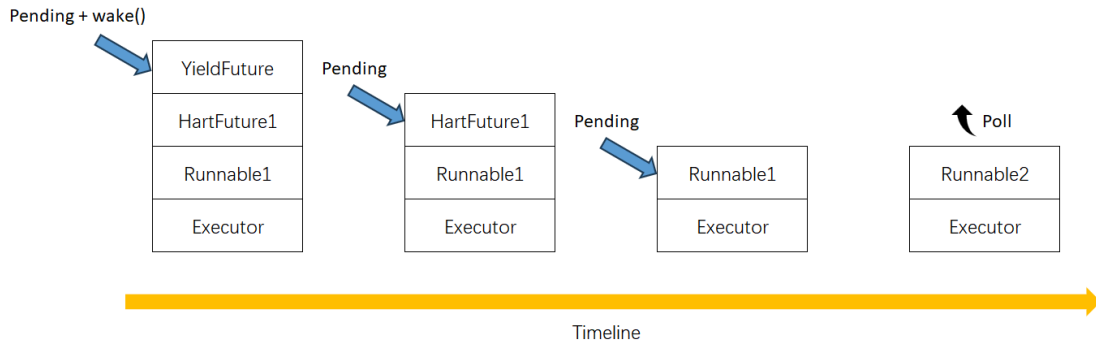 Pending + wake()
YieldFuture
HartFuture1
Runnable1
Executor
Pending
HartFuture1
Runnable1
Executor
Pending
Runnable1
Executor
Poll
Runnable2
Executor
Timeline